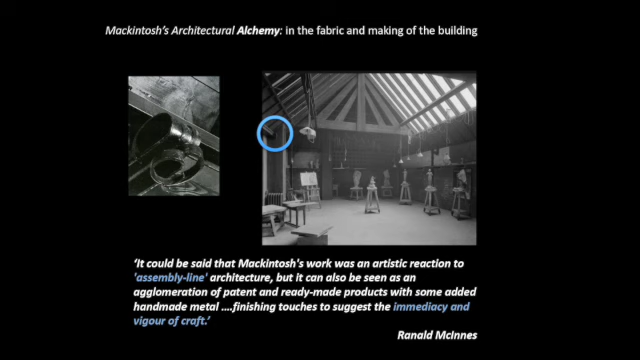 Mackintosh's Architectural Alchemy: in the fabric and making of the building
‘It could be said that Mackintosh's work was an artistic reaction to
'assembly-line' architecture, but it can also be seen as an
agglomeration of patent and ready-made products with some added
handmade metal ....finishing touches to suggest the immediacy and
vigour of craft.’
Ranald McInnes